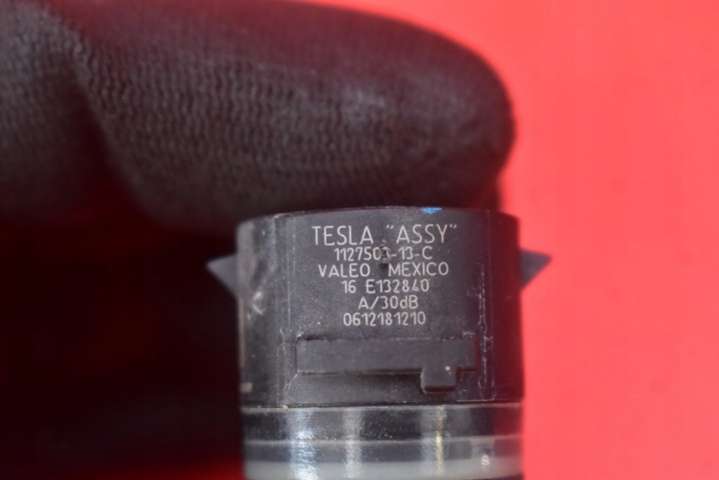 TESLA "ASSY"
1127503-13-C
VALEO MEXICO
16 E132840
A/30dB
0612181210